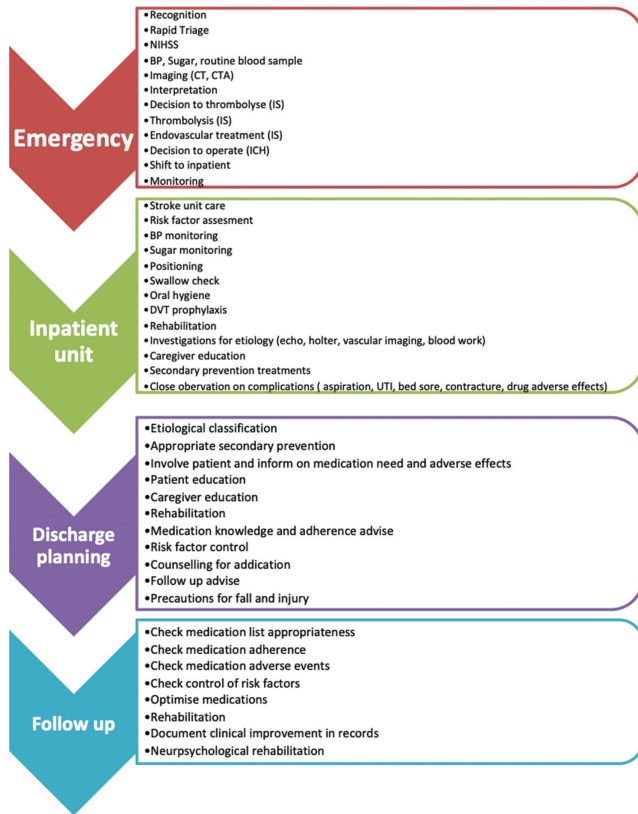 Emergency
•Recognition
•Rapid Triage
•NIHSS
•BP, Sugar, routine blood sample
•Imaging (CT, CTA)
•Interpretation
•Decision to thrombolyse (IS)
•Thrombolysis (IS)
•Endovascular treatment (IS)
•Decision to operate (ICH)
•Shift to inpatient
•Monitoring
Inpatient
unit
•Stroke unit care
•Risk factor assesment
•BP monitoring
•Sugar monitoring
•Positioning
•Swallow check
•Oral hygiene
•DVT prophylaxis
•Rehabilitation
•Investigations for etiology (echo, holter, vascular imaging, blood work)
•Caregiver education
•Secondary prevention treatments
•Close obervation on complications ( aspiration, UTI, bed sore, contracture, drug adverse effects)
Discharge
planning
•Etiological classification
•Appropriate secondary prevention
•Involve patient and inform on medication need and adverse effects
•Patient education
•Caregiver education
•Rehabilitation
•Medication knowledge and adherence advise
•Risk factor control
•Counselling for addication
•Follow up advise
•Precautions for fall and injury
Follow up
•Check medication list appropriateness
•Check medication adherence
•Check medication adverse events
•Check control of risk factors
•Optimise medications
•Rehabilitation
•Document clinical improvement in records
•Neurpsychological rehabilitation